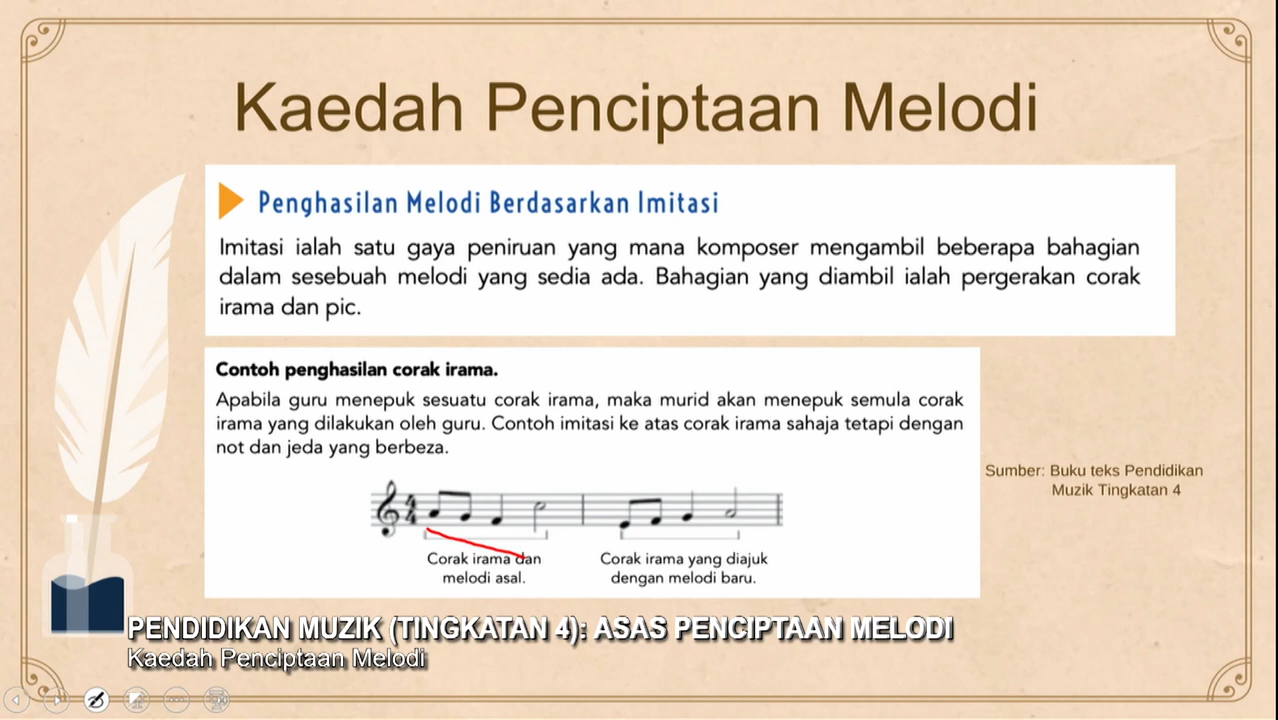 Kaedah Penciptaan Melodi
Penghasilan Melodi Berdasarkan Imitasi
Imitasi ialah satu gaya peniruan yang mana komposer mengambil beberapa bahagian
dalam sesebuah melodi yang sedia ada. Bahagian yang diambil ialah pergerakan corak
irama dan pic.
Contoh penghasilan corak irama.
Apabila guru menepuk sesuatu corak irama, maka murid akan menepuk semula corak
irama yang dilakukan oleh guru. Contoh imitasi ke atas corak irama sahaja tetapi dengan
not dan jeda yang berbeza.
4
4
Corak irama dan
melodi asal.
Corak irama yang diajuk
dengan melodi baru.
Sumber: Buku teks Pendidikan
Muzik Tingkatan 4
PENDIDIKAN MUZIK (TINGKATAN 4): ASAS PENCIPTAAN MELODI
Kaedah Penciptaan Melodi